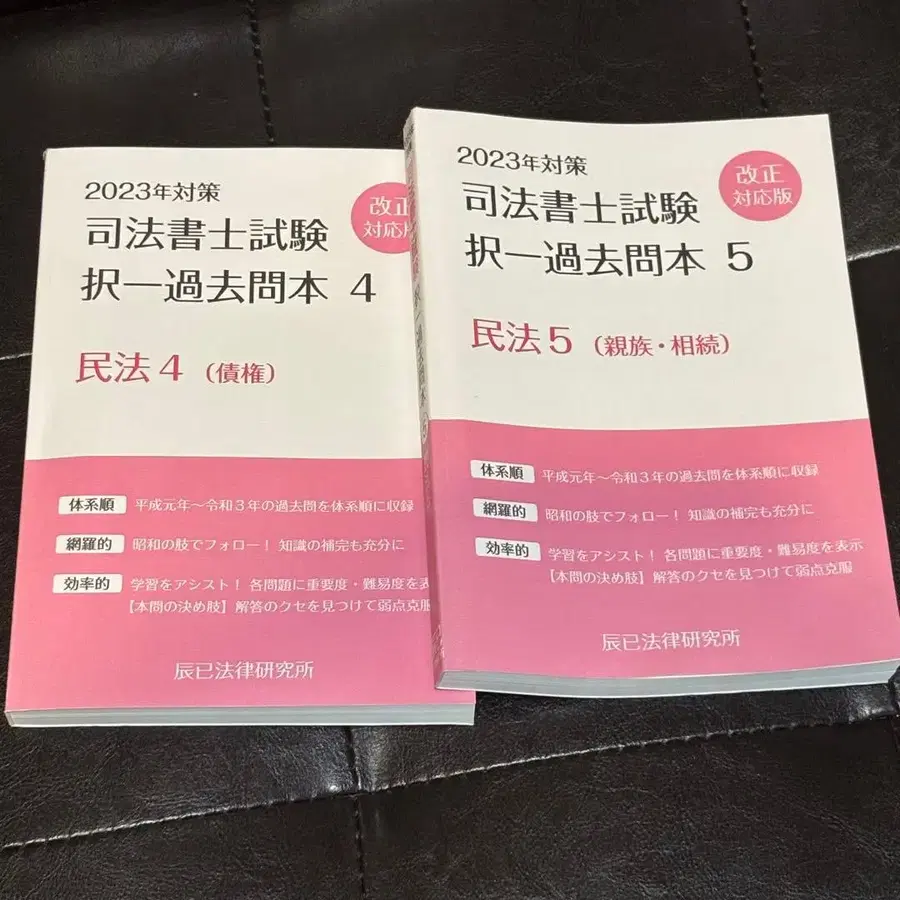 2023年対策
司法書士試験
択一過去問本 4
改正
対応版
民法4（債権）
体系順 平成元年～令和3年の過去問を体系順に収録
網羅的 昭和の肢でフォロー！ 知識の補完も充分に
効率的 学習をアシスト！ 各問題に重要度・難易度を表
【本問の決め肢】解答のクセを見つけて弱点克服
辰已法律研究所
2023年対策
司法書士試験
択一過去問本 5
改正
対応版
民法5（親族・相続）
体系順 平成元年～令和3年の過去問を体系順に収録
網羅的 昭和の肢でフォロー！ 知識の補完も充分に
効率的 学習をアシスト！ 各問題に重要度・難易度を表示
【本問の決め肢】解答のクセを見つけて弱点克服
辰已法律研究所